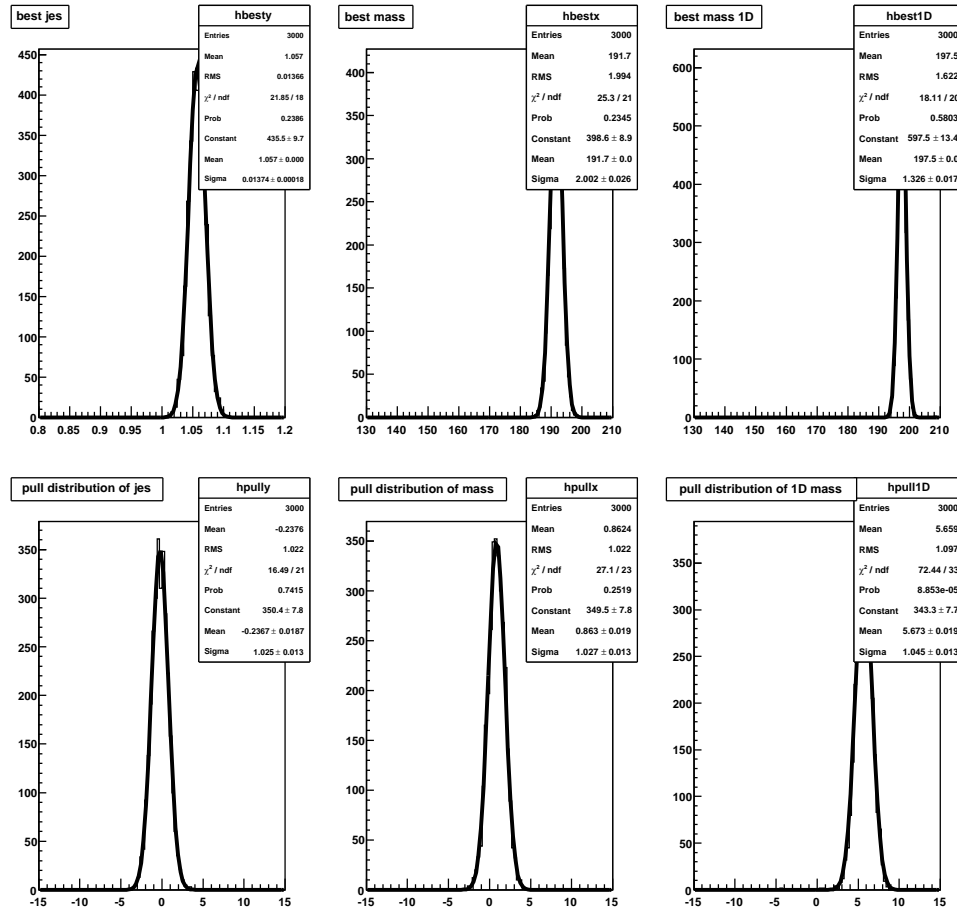 best jes
hbesty
Entries 3000
Mean 1.057
RMS 0.01366
χ² / ndf 21.85 / 18
Prob 0.2386
Constant 435.5 ± 9.7
Mean 1.057 ± 0.000
Sigma 0.01374 ± 0.00018
450
400
350
300
250
200
150
100
50
0
0.8 0.85 0.9 0.95 1 1.05 1.1 1.15 1.2
best mass
hbestx
Entries 3000
Mean 191.7
RMS 1.994
χ² / ndf 25.3 / 21
Prob 0.2345
Constant 398.6 ± 8.9
Mean 191.7 ± 0.0
Sigma 2.002 ± 0.026
400
350
300
250
200
150
100
50
0
130 140 150 160 170 180 190 200 210
best mass 1D
hbest1D
Entries 3000
Mean 197.5
RMS 1.622
χ² / ndf 18.11 / 20
Prob 0.5803
Constant 597.5 ± 13.4
Mean 197.5 ± 0.0
Sigma 1.326 ± 0.017
600
500
400
300
200
100
0
130 140 150 160 170 180 190 200 210
pull distribution of jes
hpully
Entries 3000
Mean -0.2376
RMS 1.022
χ² / ndf 16.49 / 21
Prob 0.7415
Constant 350.4 ± 7.8
Mean -0.2367 ± 0.0187
Sigma 1.025 ± 0.013
350
300
250
200
150
100
50
0
-15 -10 -5 0 5 10 15
pull distribution of mass
hpullx
Entries 3000
Mean 0.8624
RMS 1.022
χ² / ndf 27.1 / 23
Prob 0.2519
Constant 349.5 ± 7.8
Mean 0.863 ± 0.019
Sigma 1.027 ± 0.013
350
300
250
200
150
100
50
0
-15 -10 -5 0 5 10 15
pull distribution of 1D mass
hpull1D
Entries 3000
Mean 5.659
RMS 1.097
χ² / ndf 72.44 / 33
Prob 8.853e-05
Constant 343.3 ± 7.7
Mean 5.673 ± 0.019
Sigma 1.045 ± 0.013
350
300
250
200
150
100
50
0
-15 -10 -5 0 5 10 15